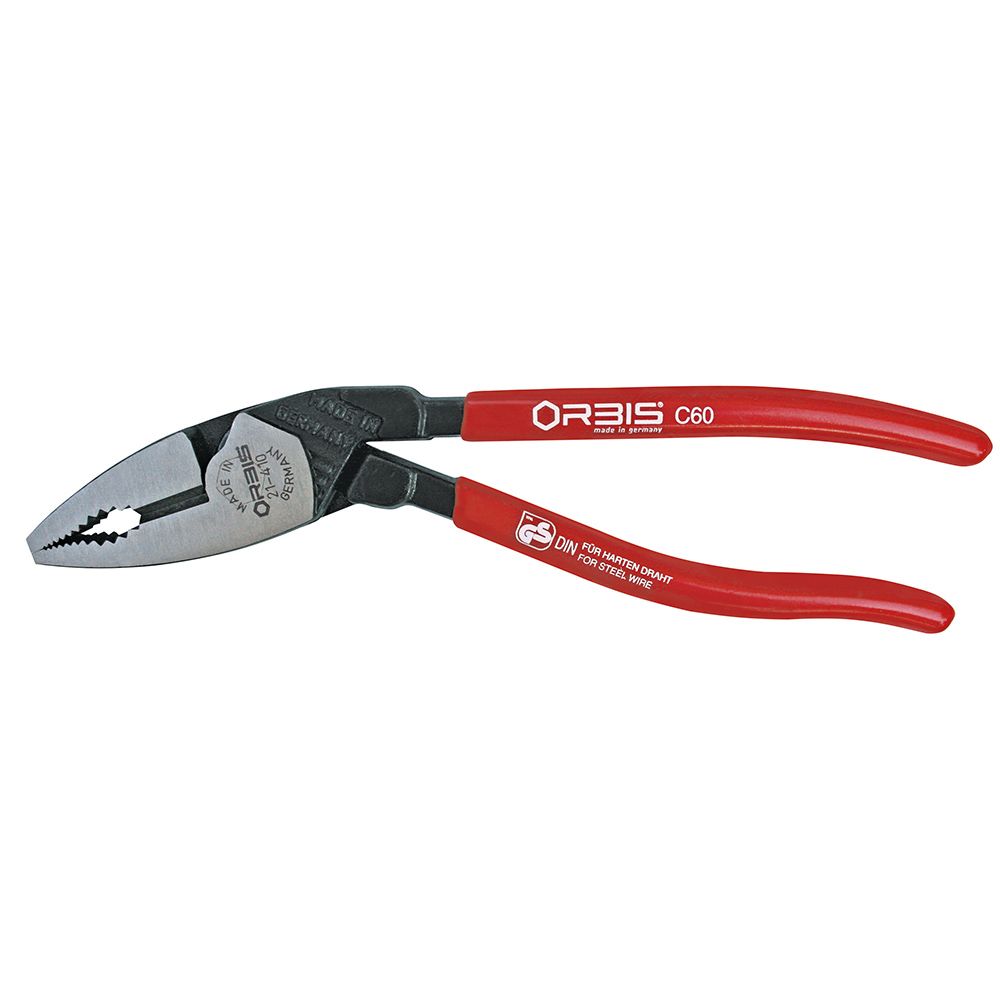 MADE IN
GERMANY
MADE IN
ORBIS
21-410
GERMANY
ORBIS®
made in germany
C60
GS
DIN
FÜR HARTEN DRAHT
FOR STEEL WIRE